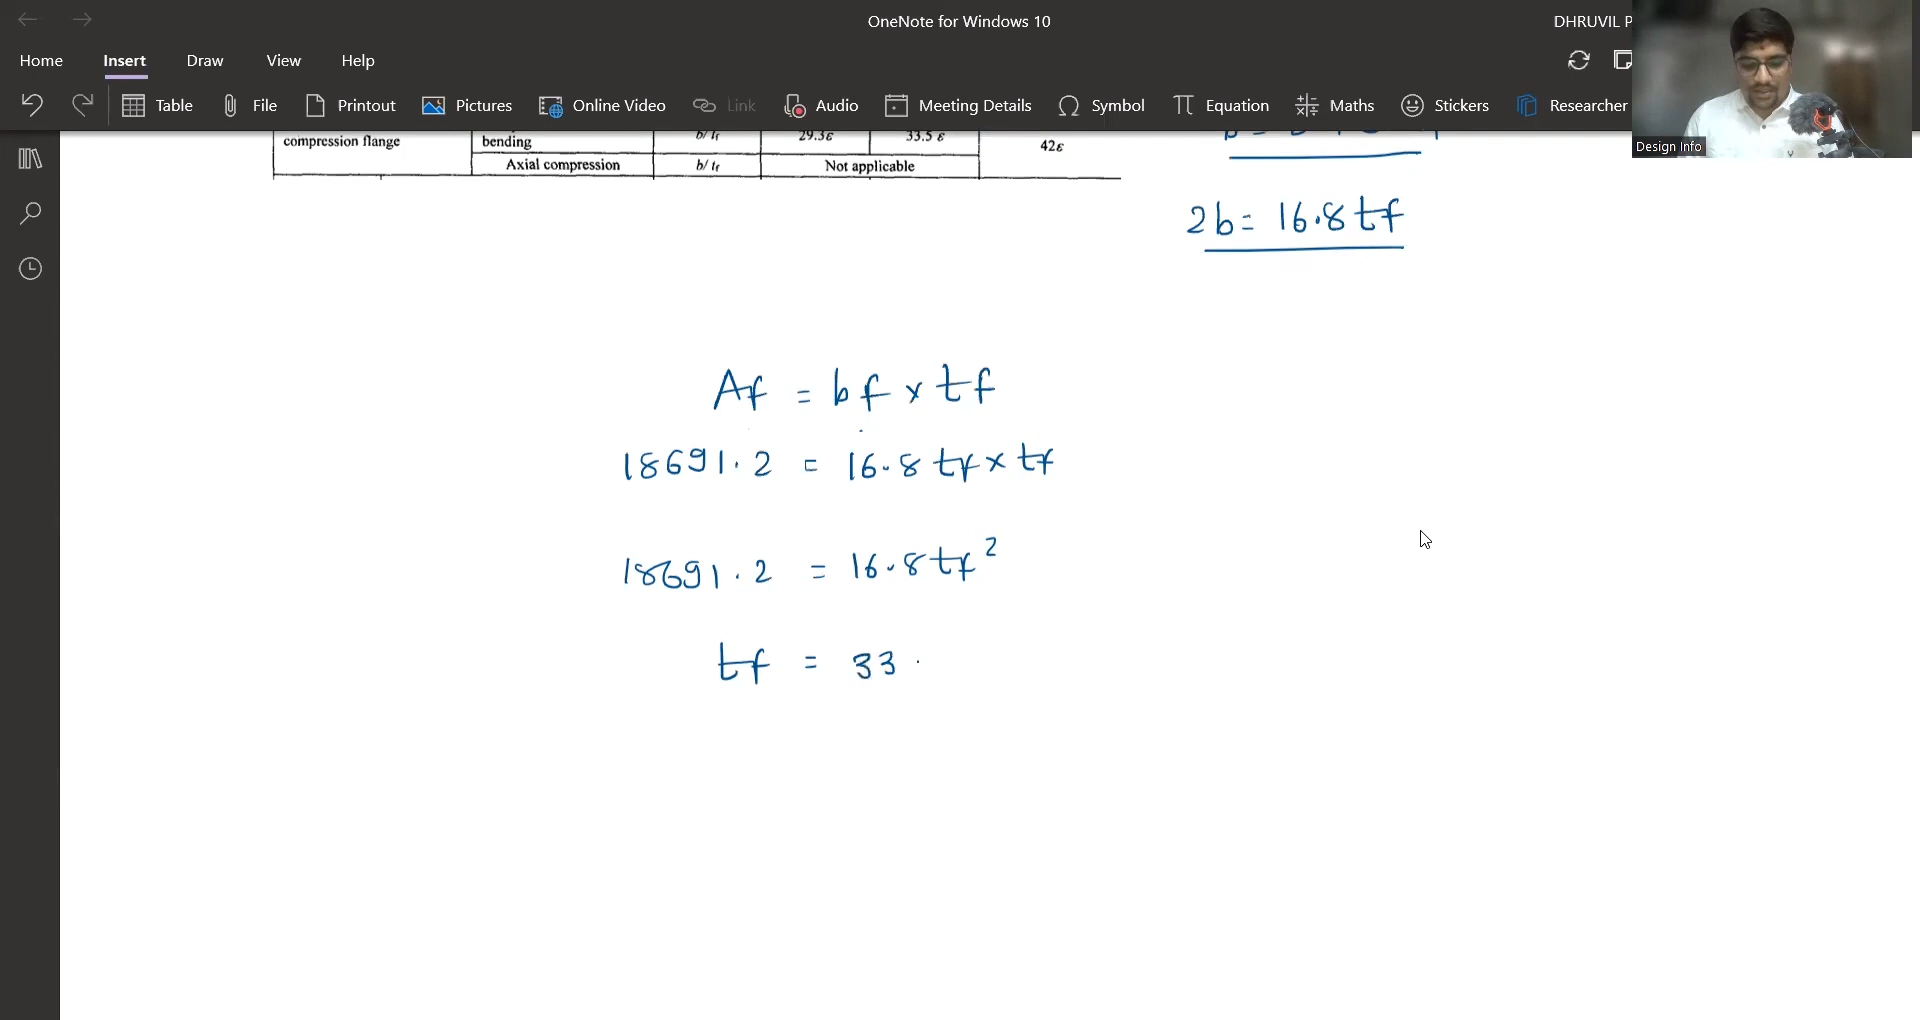 OneNote for Windows 10
DHRUVIL P
Home Insert Draw View Help
Table File Printout Pictures Online Video Link Audio Meeting Details Symbol Equation Maths Stickers Researcher
Design Info
compression flange bending b/ tf 29.3ε 33.5 ε 42ε
Axial compression b/ tf Not applicable
2b = 16.8 tf
Af = bf × tf
18691.2 = 16.8 tf × tf
18691.2 = 16.8 tf²
tf = 33.